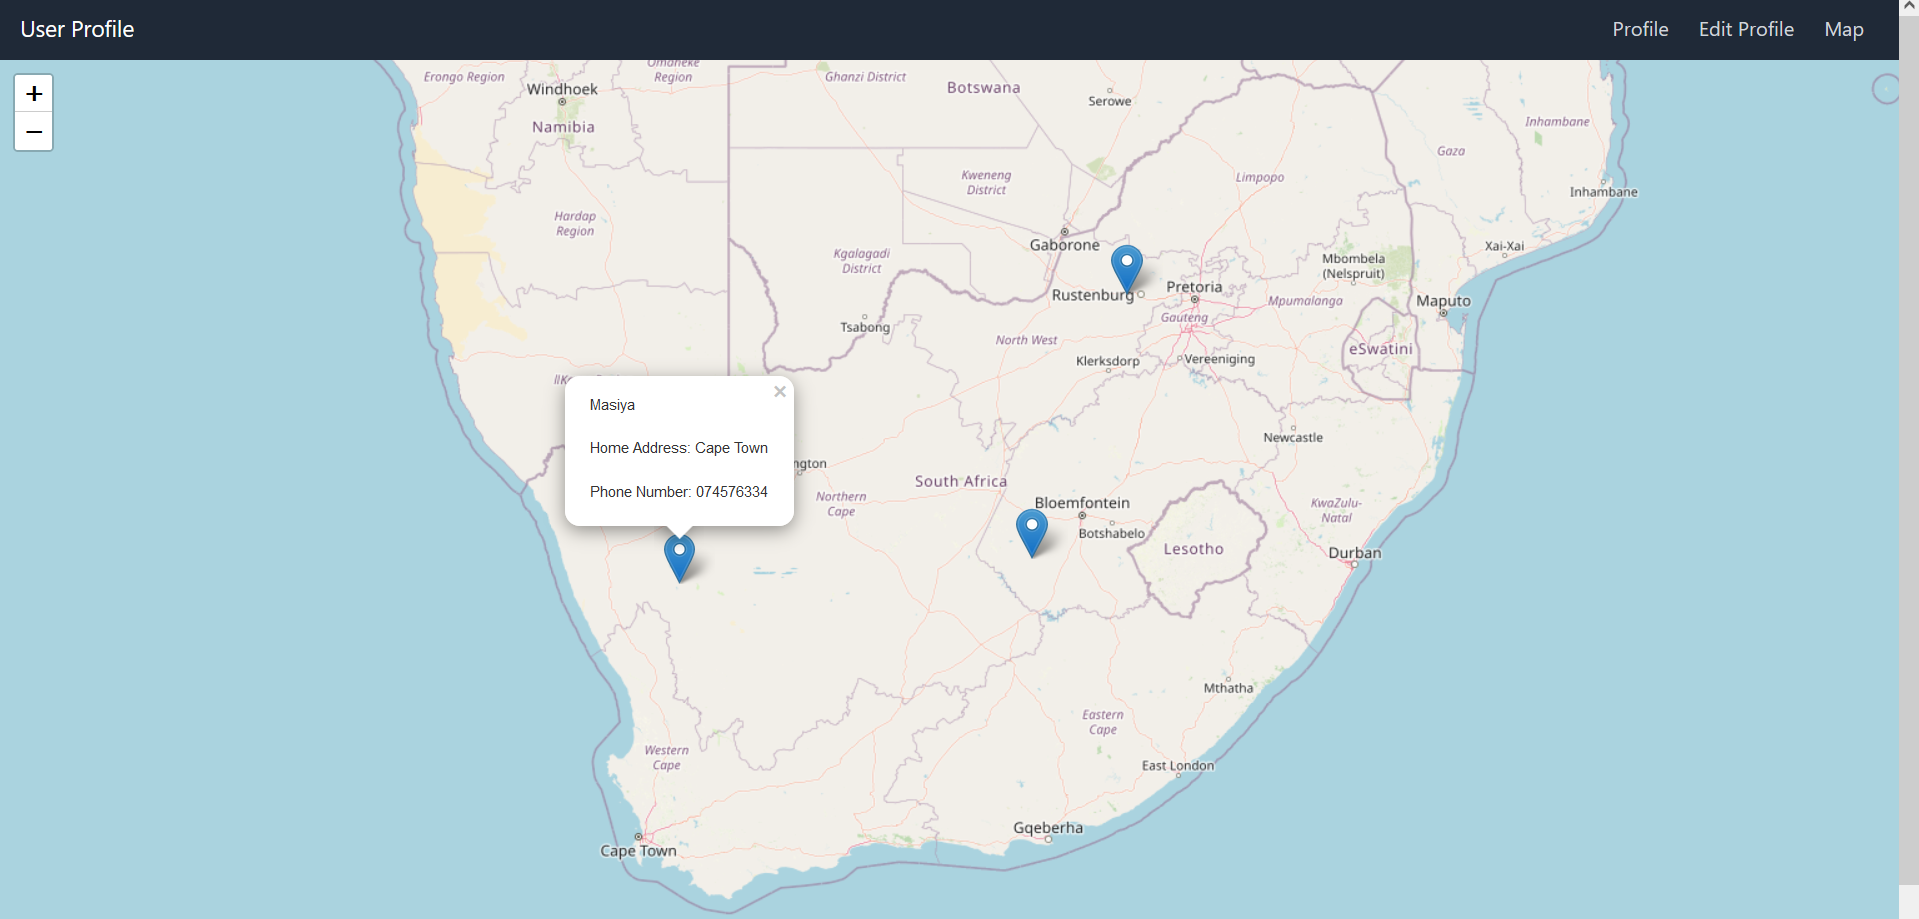 User Profile
Profile
Edit Profile
Map
+
−
Erongo Region
Omaheke
Region
Ghanzi District
Botswana
Serowe
Windhoek
Namibia
Inhambane
Gaza
Kweneng
District
Limpopo
Inhambane
Hardap
Region
Gaborone
Xai-Xai
Kgalagadi
District
Mbombela
(Nelspruit)
Rustenburg
Pretoria
Mpumalanga
Maputo
Gauteng
Tsabong
North West
Klerksdorp
Vereeniging
eSwatini
×
Masiya
Home Address: Cape Town
Phone Number: 074576334
Newcastle
ngton
South Africa
Northern
Cape
Bloemfontein
KwaZulu-
Natal
Botshabelo
Lesotho
Durban
Mthatha
Eastern
Cape
Western
Cape
East London
Gqeberha
Cape Town